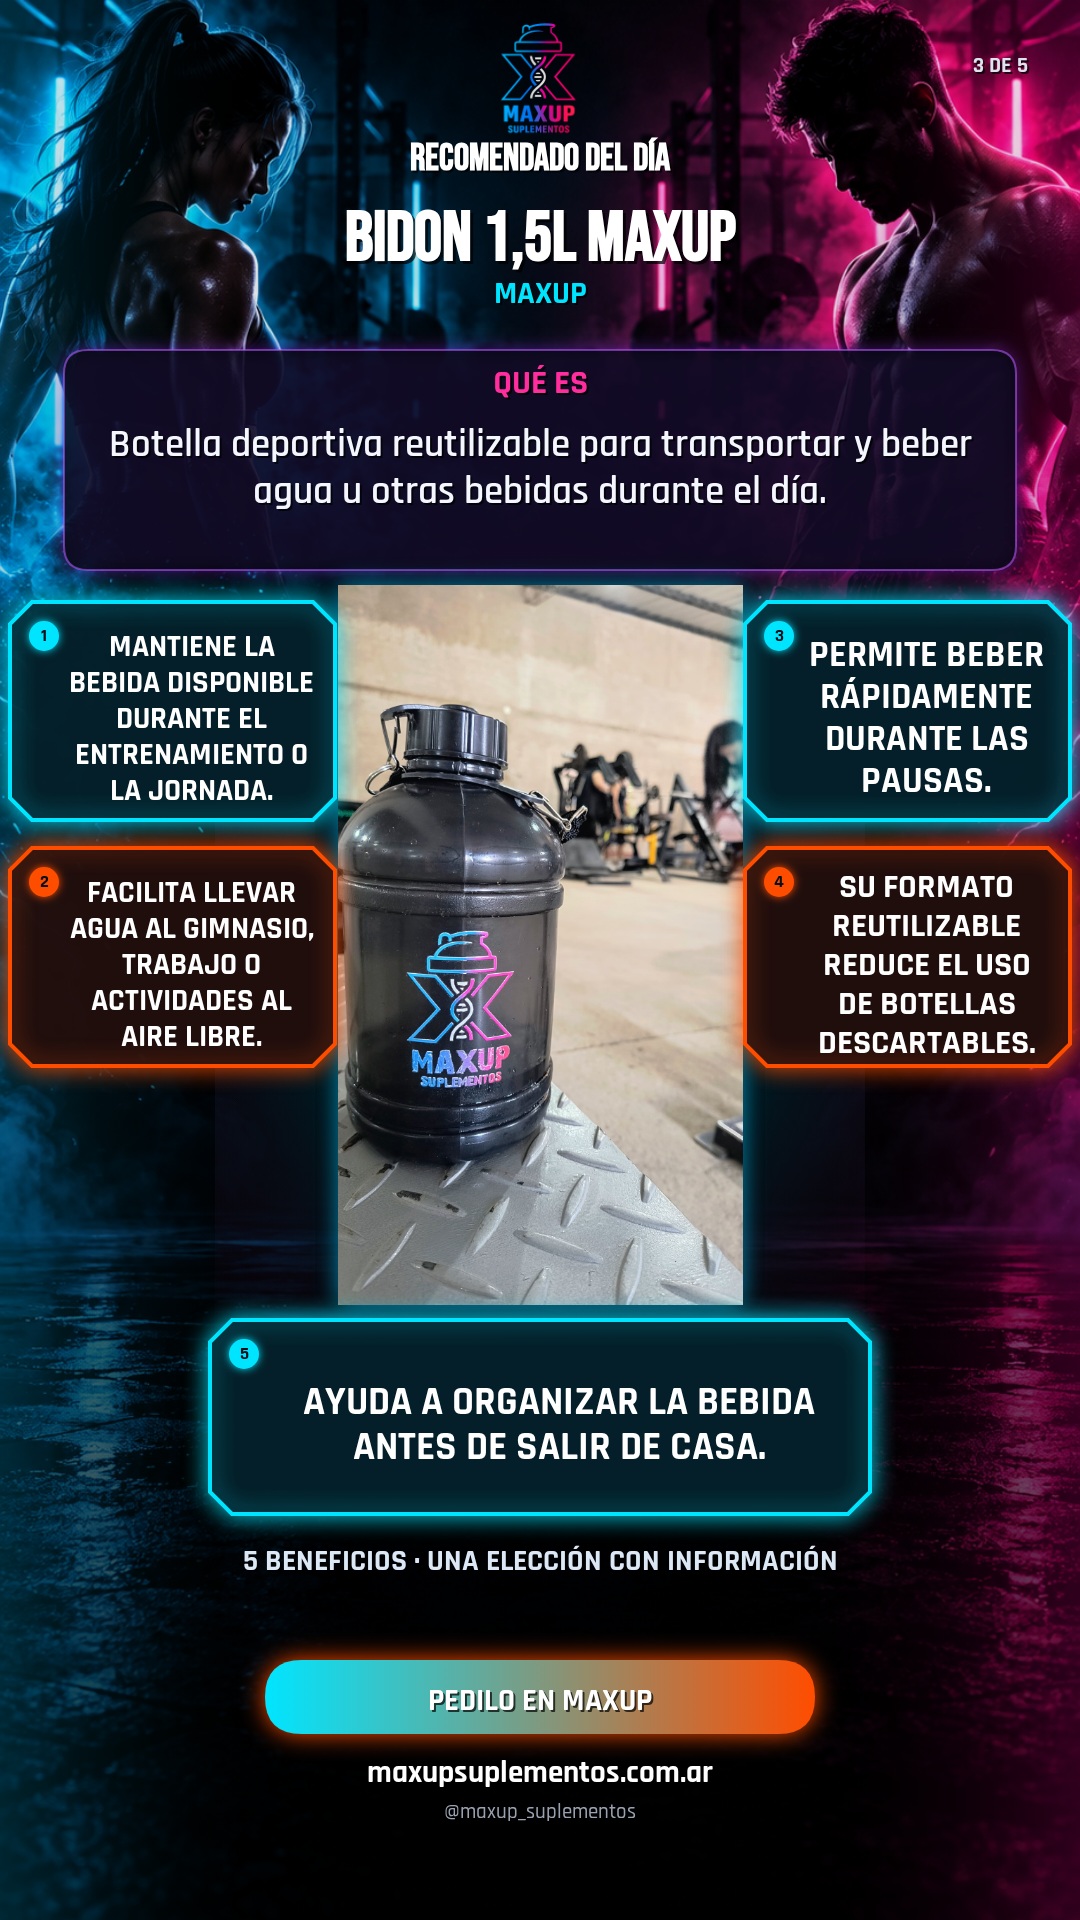 MAXUP
SUPLEMENTOS
3 DE 5
RECOMENDADO DEL DÍA
BIDON 1,5L MAXUP
MAXUP
QUÉ ES
Botella deportiva reutilizable para transportar y beber
agua u otras bebidas durante el día.
1
MANTIENE LA
BEBIDA DISPONIBLE
DURANTE EL
ENTRENAMIENTO O
LA JORNADA.
2
FACILITA LLEVAR
AGUA AL GIMNASIO,
TRABAJO O
ACTIVIDADES AL
AIRE LIBRE.
MAXUP
SUPLEMENTOS
3
PERMITE BEBER
RÁPIDAMENTE
DURANTE LAS
PAUSAS.
4
SU FORMATO
REUTILIZABLE
REDUCE EL USO
DE BOTELLAS
DESCARTABLES.
5
AYUDA A ORGANIZAR LA BEBIDA
ANTES DE SALIR DE CASA.
5 BENEFICIOS · UNA ELECCIÓN CON INFORMACIÓN
PEDILO EN MAXUP
maxupsuplementos.com.ar
@maxup_suplementos